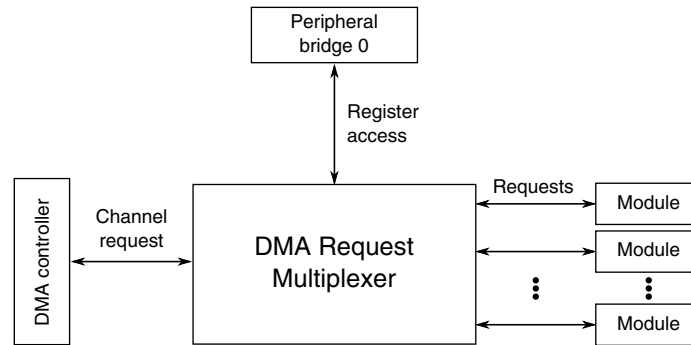 Peripheral
bridge 0
Register
access
Requests
Module
Channel
request
DMA controller
DMA Request
Multiplexer
Module
Module